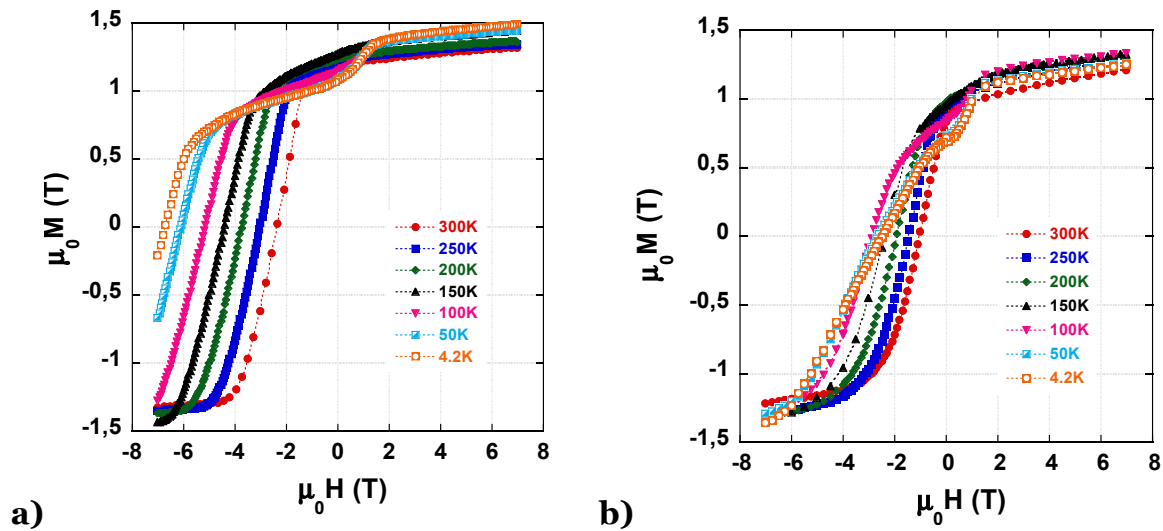 1,5
1
0,5
0
-0,5
-1
-1,5
-8 -6 -4 -2 0 2 4 6 8
μ₀M (T)
μ₀H (T)
300K
250K
200K
150K
100K
50K
4.2K
a)
1,5
1
0,5
0
-0,5
-1
-1,5
-8 -6 -4 -2 0 2 4 6 8
μ₀M (T)
μ₀H (T)
300K
250K
200K
150K
100K
50K
4.2K
b)